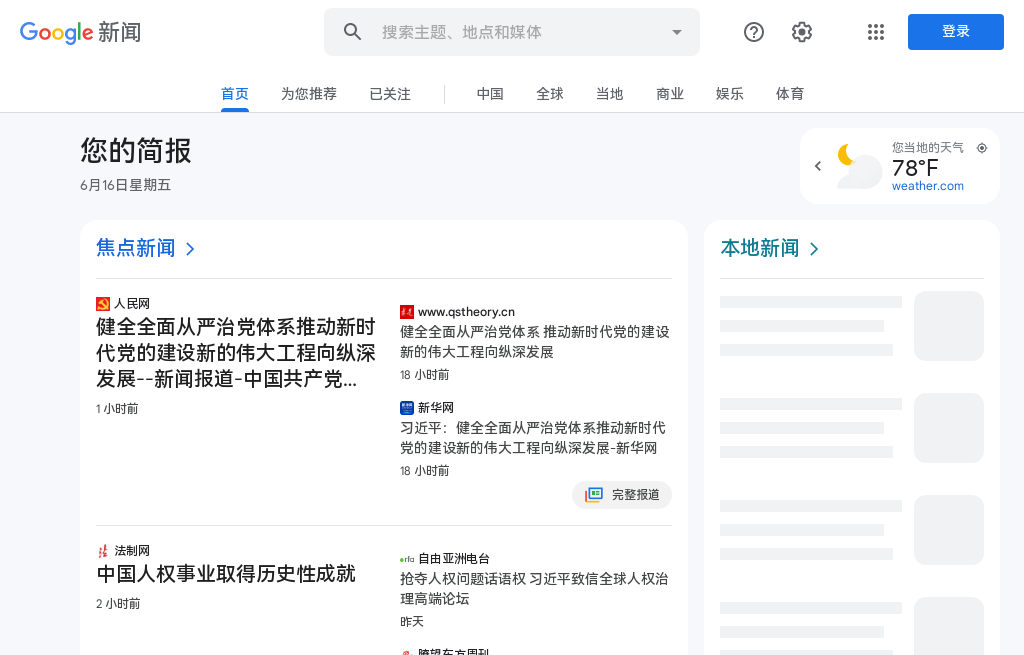 Google 新闻
搜索主题、地点和媒体
登录
首页
为您推荐
已关注
中国
全球
当地
商业
娱乐
体育
您的简报
6月16日星期五
您当地的天气
78°F
weather.com
焦点新闻
人民网
健全全面从严治党体系推动新时
代党的建设新的伟大工程向纵深
发展--新闻报道-中国共产党...
1 小时前
www.qstheory.cn
健全全面从严治党体系 推动新时代党的建设
新的伟大工程向纵深发展
18 小时前
新华网
习近平：健全全面从严治党体系推动新时代
党的建设新的伟大工程向纵深发展-新华网
18 小时前
完整报道
法制网
中国人权事业取得历史性成就
2 小时前
rfa 自由亚洲电台
抢夺人权问题话语权 习近平致信全球人权治
理高端论坛
昨天
瞭望东方周刊
本地新闻